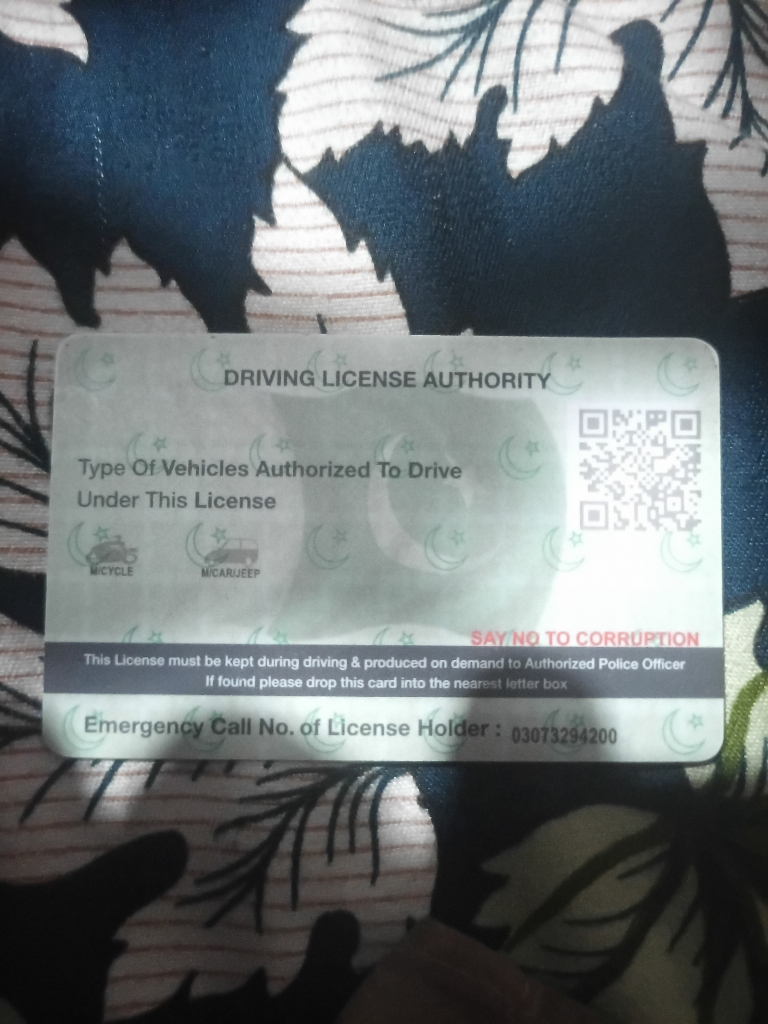 DRIVING LICENSE AUTHORITY
Type Of Vehicles Authorized To Drive
Under This License
M/CYCLE
M/CAR/JEEP
SAY NO TO CORRUPTION
This License must be kept during driving & produced on demand to Authorized Police Officer
If found please drop this card into the nearest letter box
Emergency Call No. of License Holder : 03073294200